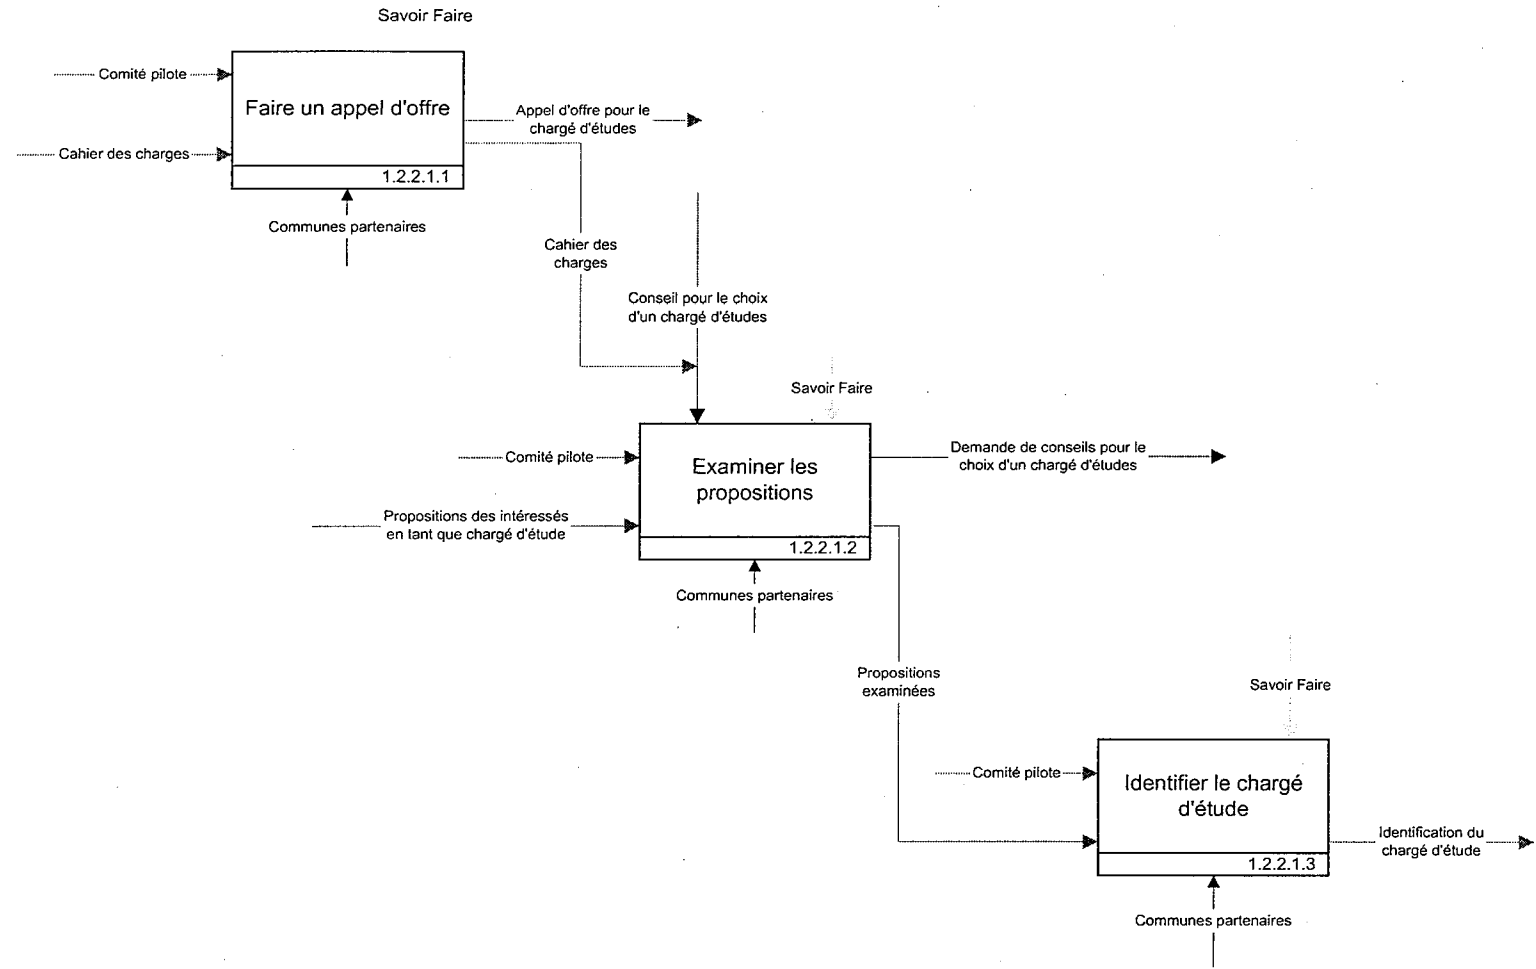 Savoir Faire
Comité pilote
Faire un appel d'offre
Appel d'offre pour le
chargé d'études
Cahier des charges
1.2.2.1.1
Communes partenaires
Cahier des
charges
Conseil pour le choix
d'un chargé d'études
Savoir Faire
Comité pilote
Examiner les
propositions
Demande de conseils pour le
choix d'un chargé d'études
Propositions des intéressés
en tant que chargé d'étude
1.2.2.1.2
Communes partenaires
Propositions
examinées
Savoir Faire
Comité pilote
Identifier le chargé
d'étude
Identification du
chargé d'étude
1.2.2.1.3
Communes partenaires